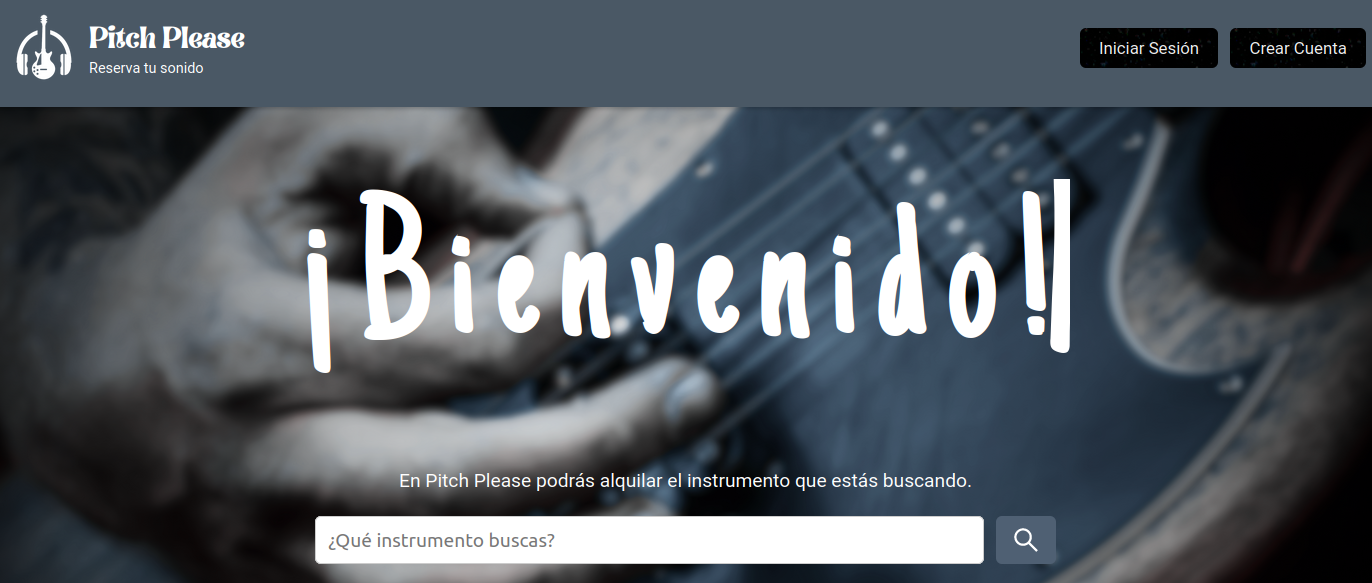 Pitch Please
Reserva tu sonido
Iniciar Sesión
Crear Cuenta
¡Bienvenido!
En Pitch Please podrás alquilar el instrumento que estás buscando.
¿Qué instrumento buscas?